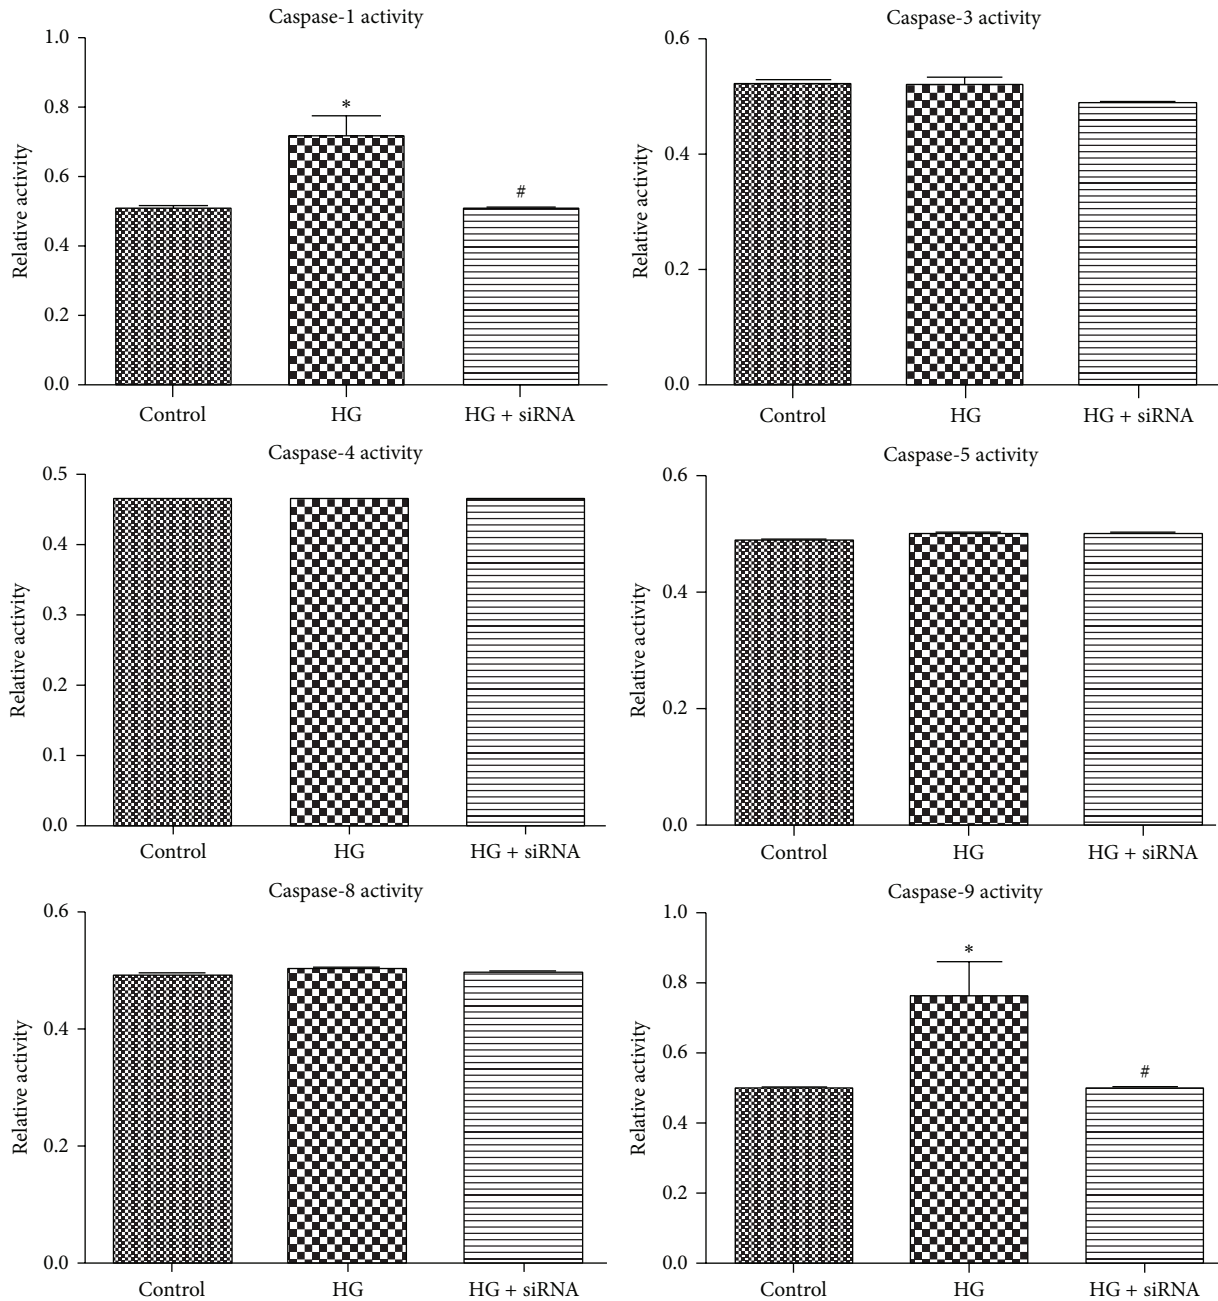 Caspase-1 activity
1.0
0.8
0.6
0.4
0.2
0.0
Relative activity
*
#
Control HG HG + siRNA
Caspase-3 activity
0.6
0.4
0.2
0.0
Relative activity
Control HG HG + siRNA
Caspase-4 activity
0.5
0.4
0.3
0.2
0.1
0.0
Relative activity
Control HG HG + siRNA
Caspase-5 activity
0.6
0.4
0.2
0.0
Relative activity
Control HG HG + siRNA
Caspase-8 activity
0.6
0.4
0.2
0.0
Relative activity
Control HG HG + siRNA
Caspase-9 activity
1.0
0.8
0.6
0.4
0.2
0.0
Relative activity
*
#
Control HG HG + siRNA